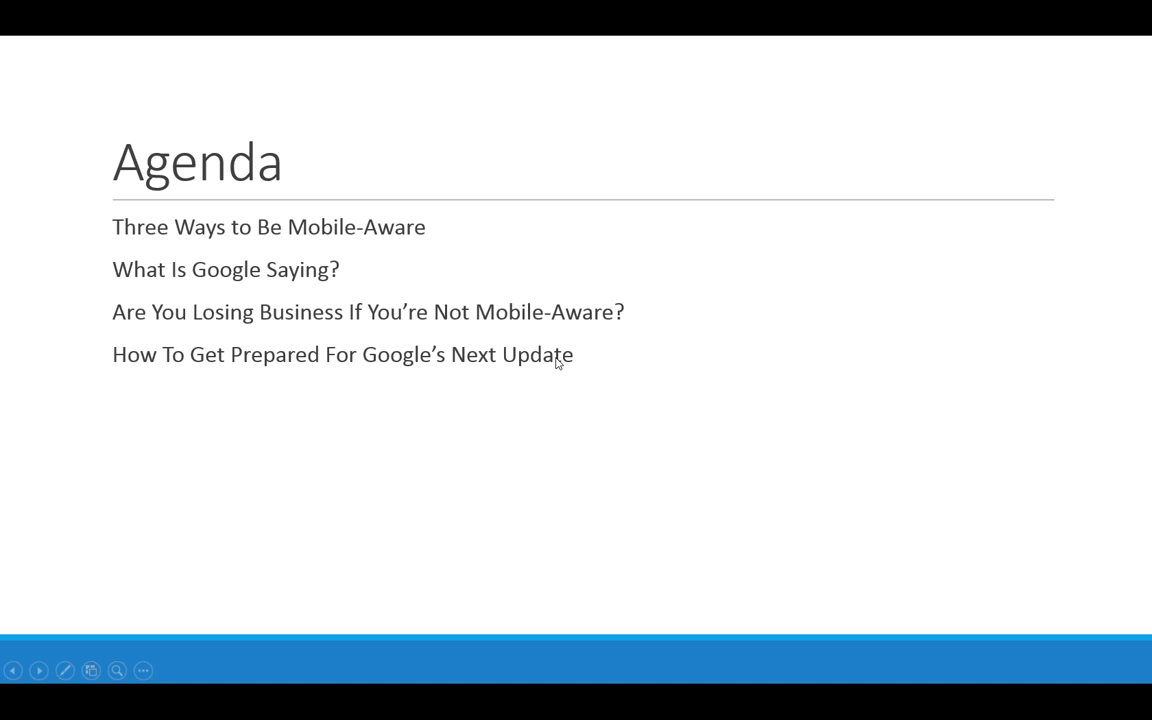 Agenda
Three Ways to Be Mobile-Aware
What Is Google Saying?
Are You Losing Business If You’re Not Mobile-Aware?
How To Get Prepared For Google’s Next Update